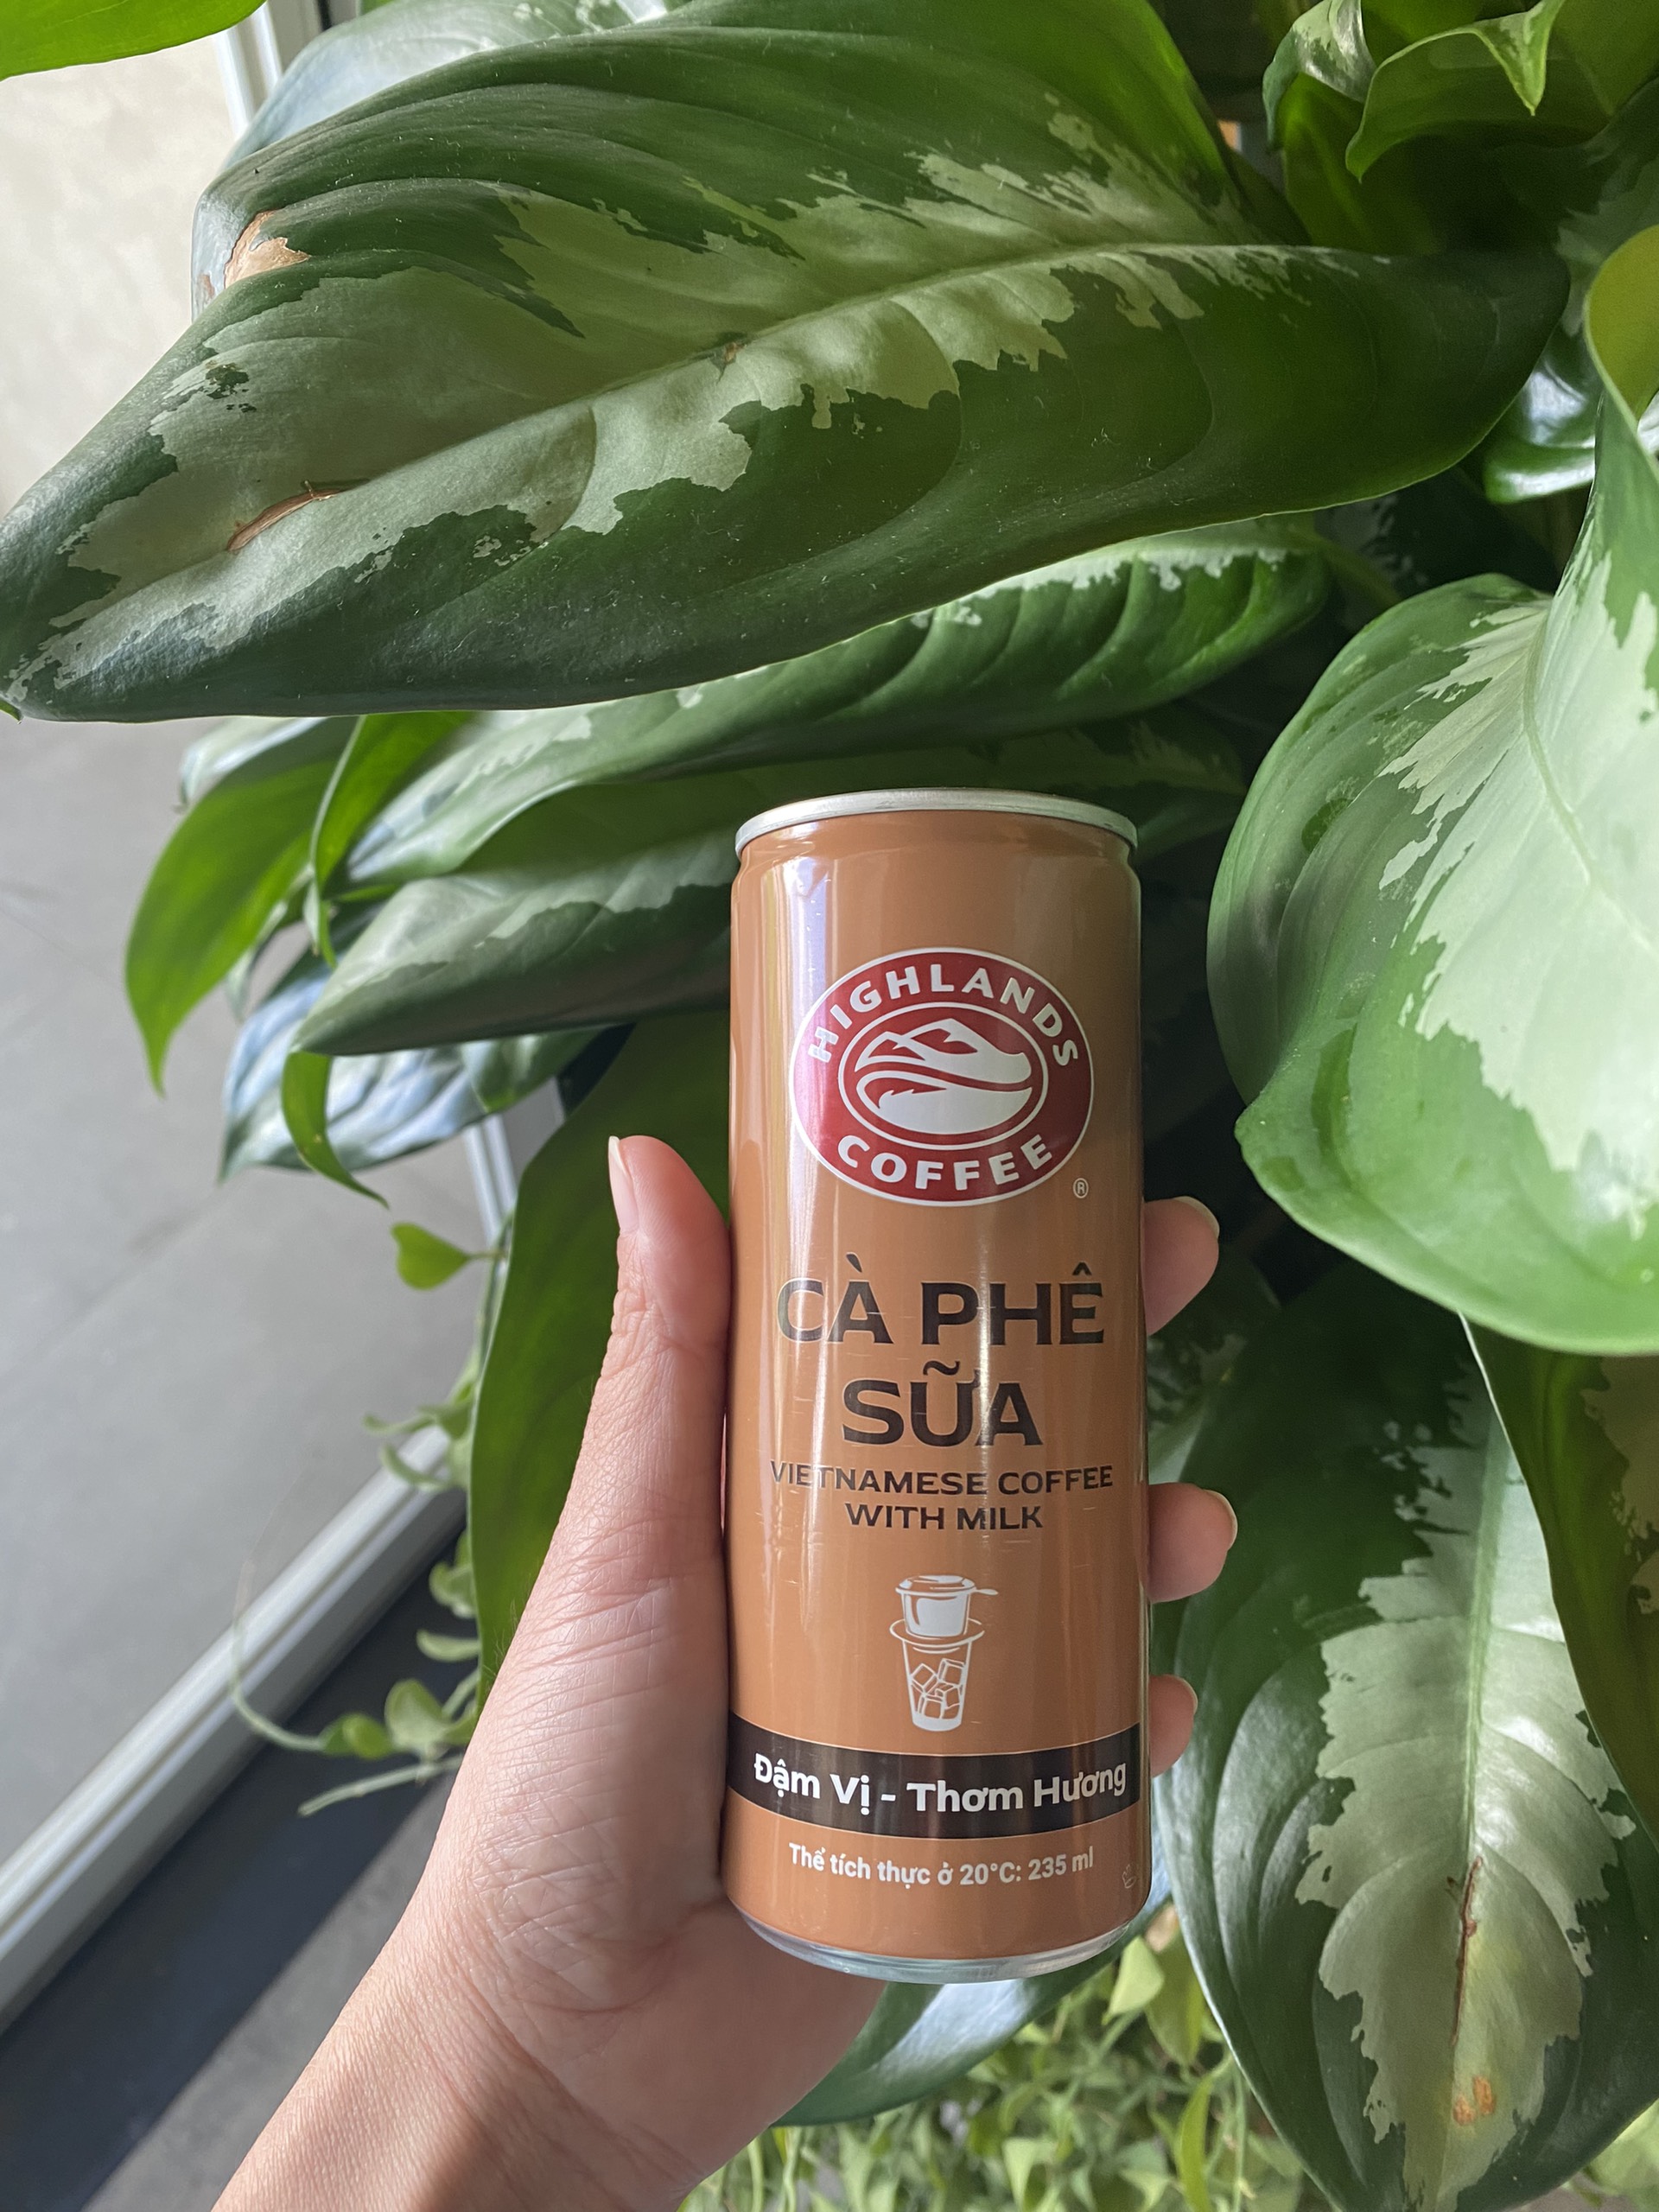 HIGHLANDS
COFFEE
®
CÀ PHÊ
SỮA
VIETNAMESE COFFEE
WITH MILK
Đậm Vị - Thơm Hương
Thể tích thực ở 20°C: 235 ml